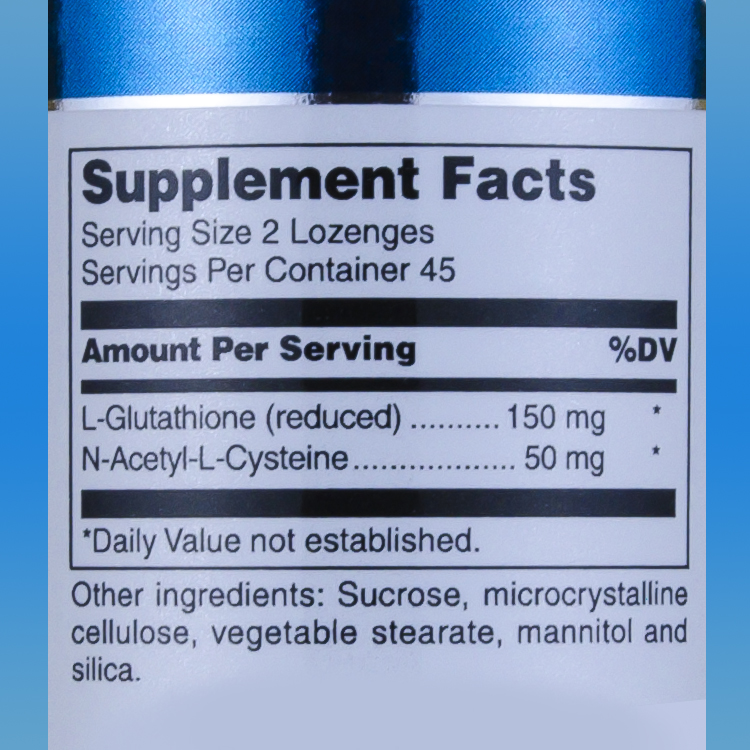 Supplement Facts
Serving Size 2 Lozenges
Servings Per Container 45
Amount Per Serving %DV
L-Glutathione (reduced) .......... 150 mg *
N-Acetyl-L-Cysteine .................. 50 mg *
*Daily Value not established.
Other ingredients: Sucrose, microcrystalline
cellulose, vegetable stearate, mannitol and
silica.